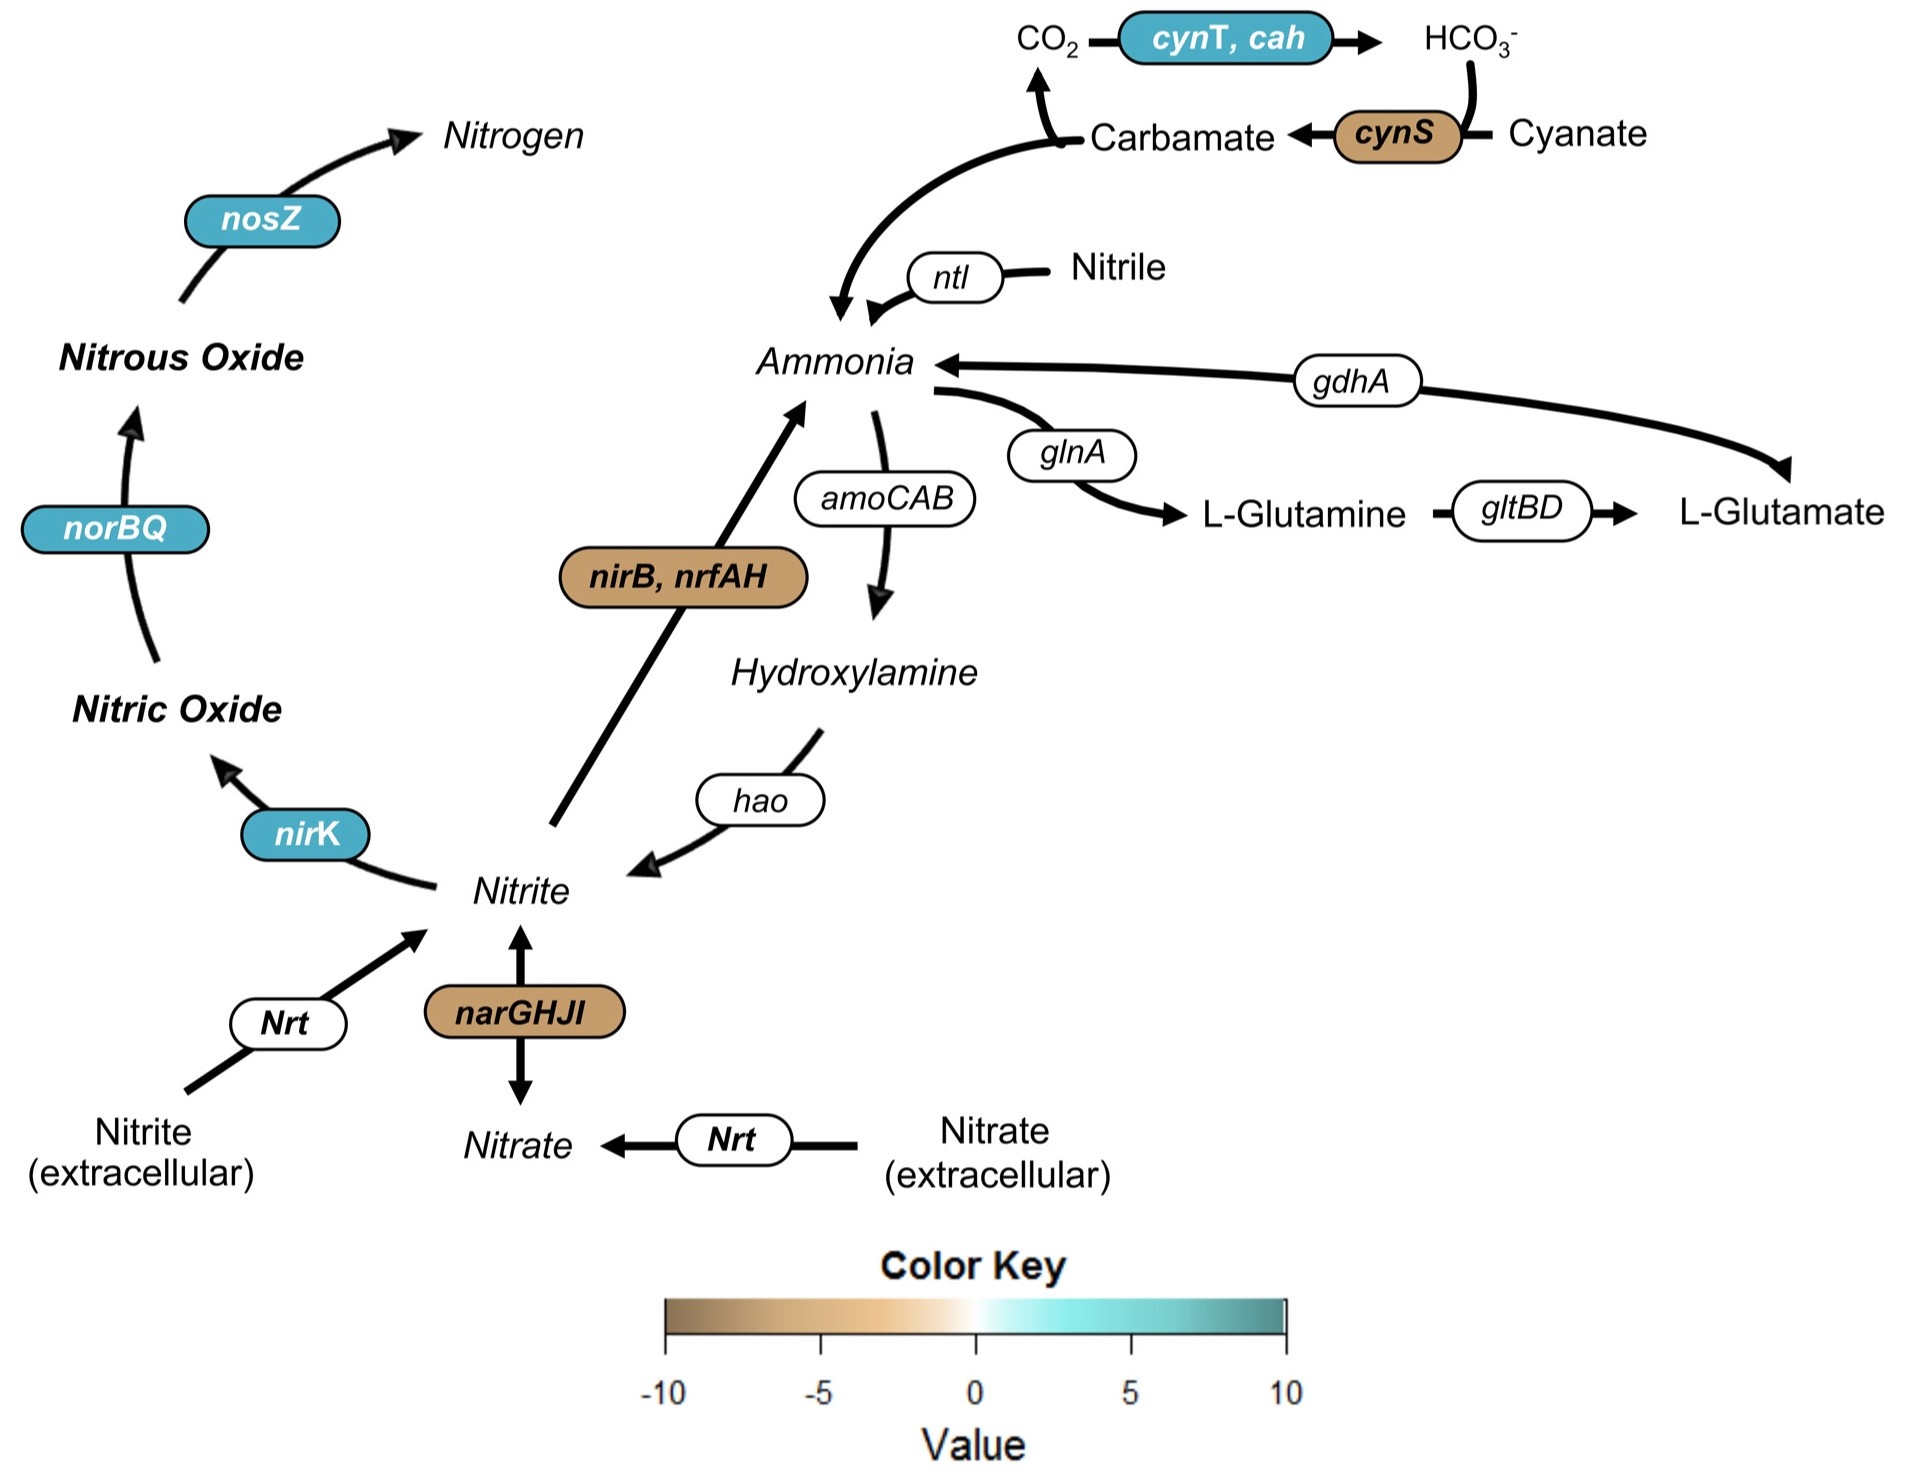 CO2 cynT, cah HCO3-
Nitrogen
Carbamate cynS Cyanate
nosZ
ntl Nitrile
Nitrous Oxide
Ammonia
gdhA
glnA
amoCAB
L-Glutamine gltBD L-Glutamate
norBQ
nirB, nrfAH
Hydroxylamine
Nitric Oxide
hao
nirK
Nitrite
Nrt
narGHJI
Nitrite
(extracellular)
Nitrate
Nrt
Nitrate
(extracellular)
Color Key
-10 -5 0 5 10
Value